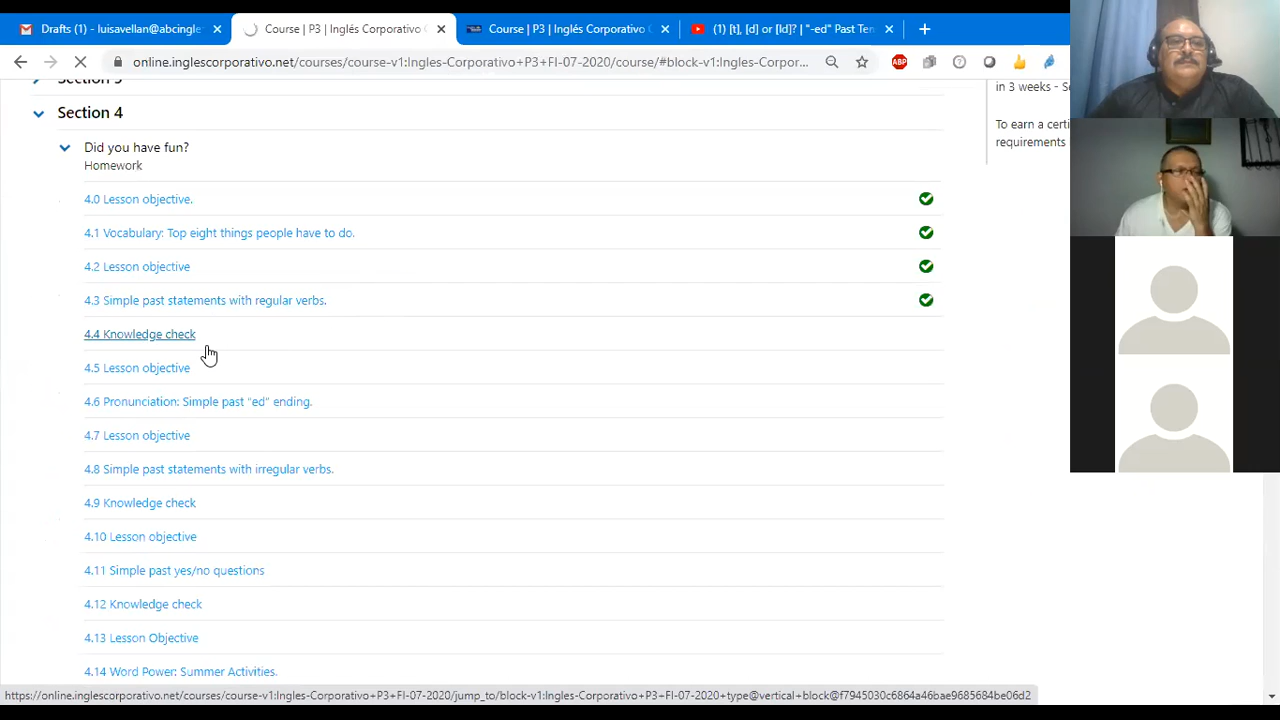 Drafts (1) - luisavellan@abcingle
Course | P3 | Inglés Corporativo
Course | P3 | Inglés Corporativo
(1) [t], [d] or [Id]? | "-ed" Past Ten
online.inglescorporativo.net/courses/course-v1:Ingles-Corporativo+P3+FI-07-2020/course/#block-v1:Ingles-Corpor...
ABP
in 3 weeks - S
Section 4
To earn a certi
requirements
Did you have fun?
Homework
4.0 Lesson objective.
4.1 Vocabulary: Top eight things people have to do.
4.2 Lesson objective
4.3 Simple past statements with regular verbs.
4.4 Knowledge check
4.5 Lesson objective
4.6 Pronunciation: Simple past "ed" ending.
4.7 Lesson objective
4.8 Simple past statements with irregular verbs.
4.9 Knowledge check
4.10 Lesson objective
4.11 Simple past yes/no questions
4.12 Knowledge check
4.13 Lesson Objective
4.14 Word Power: Summer Activities.
https://online.inglescorporativo.net/courses/course-v1:Ingles-Corporativo+P3+FI-07-2020/jump_to/block-v1:Ingles-Corporativo+P3+FI-07-2020+type@vertical+block@f7945030c6864a46bae9685684be06d2